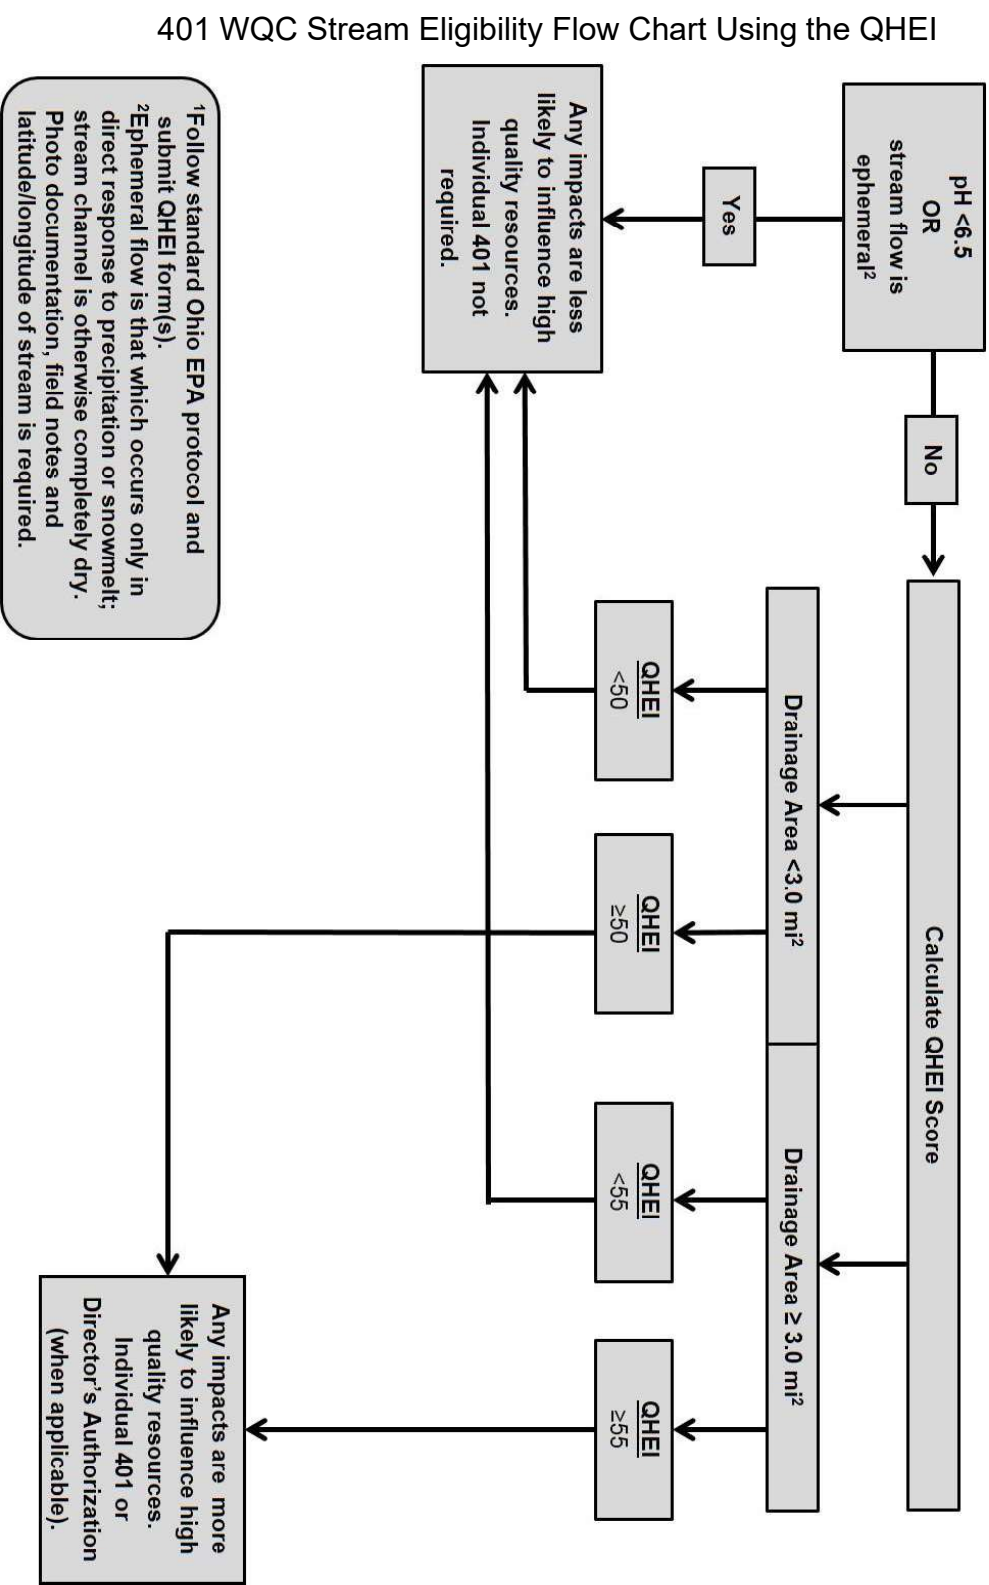 401 WQC Stream Eligibility Flow Chart Using the QHEI
pH <6.5
OR
stream flow is
ephemeral²
No
Calculate QHEI Score
Yes
Drainage Area <3.0 mi²
Drainage Area ≥ 3.0 mi²
QHEI
<50
QHEI
≥50
QHEI
<55
QHEI
≥55
Any impacts are less
likely to influence high
quality resources.
Individual 401 not
required.
Any impacts are more
likely to influence high
quality resources.
Individual 401 or
Director's Authorization
(when applicable).
¹Follow standard Ohio EPA protocol and
submit QHEI form(s).
²Ephemeral flow is that which occurs only in
direct response to precipitation or snowmelt;
stream channel is otherwise completely dry.
Photo documentation, field notes and
latitude/longitude of stream is required.